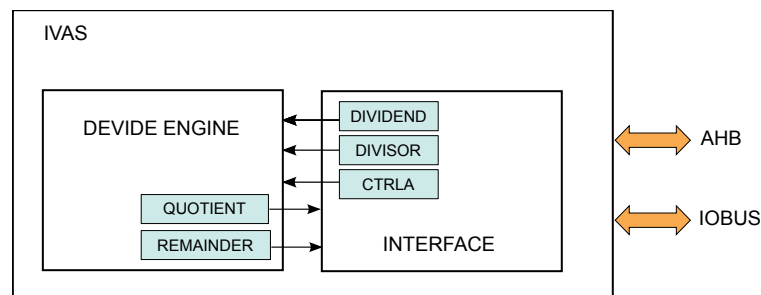 IVAS
DEVIDE ENGINE
DIVIDEND
DIVISOR
CTRLA
QUOTIENT
REMAINDER
INTERFACE
AHB
IOBUS